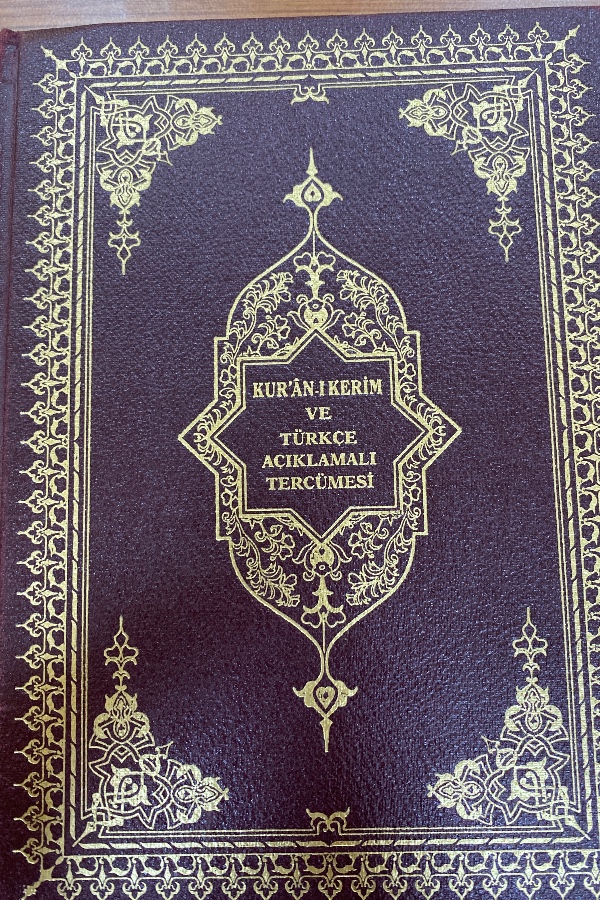 KUR'ÂN-I KERİM
VE
TÜRKÇE
AÇIKLAMALI
TERCÜMESİ